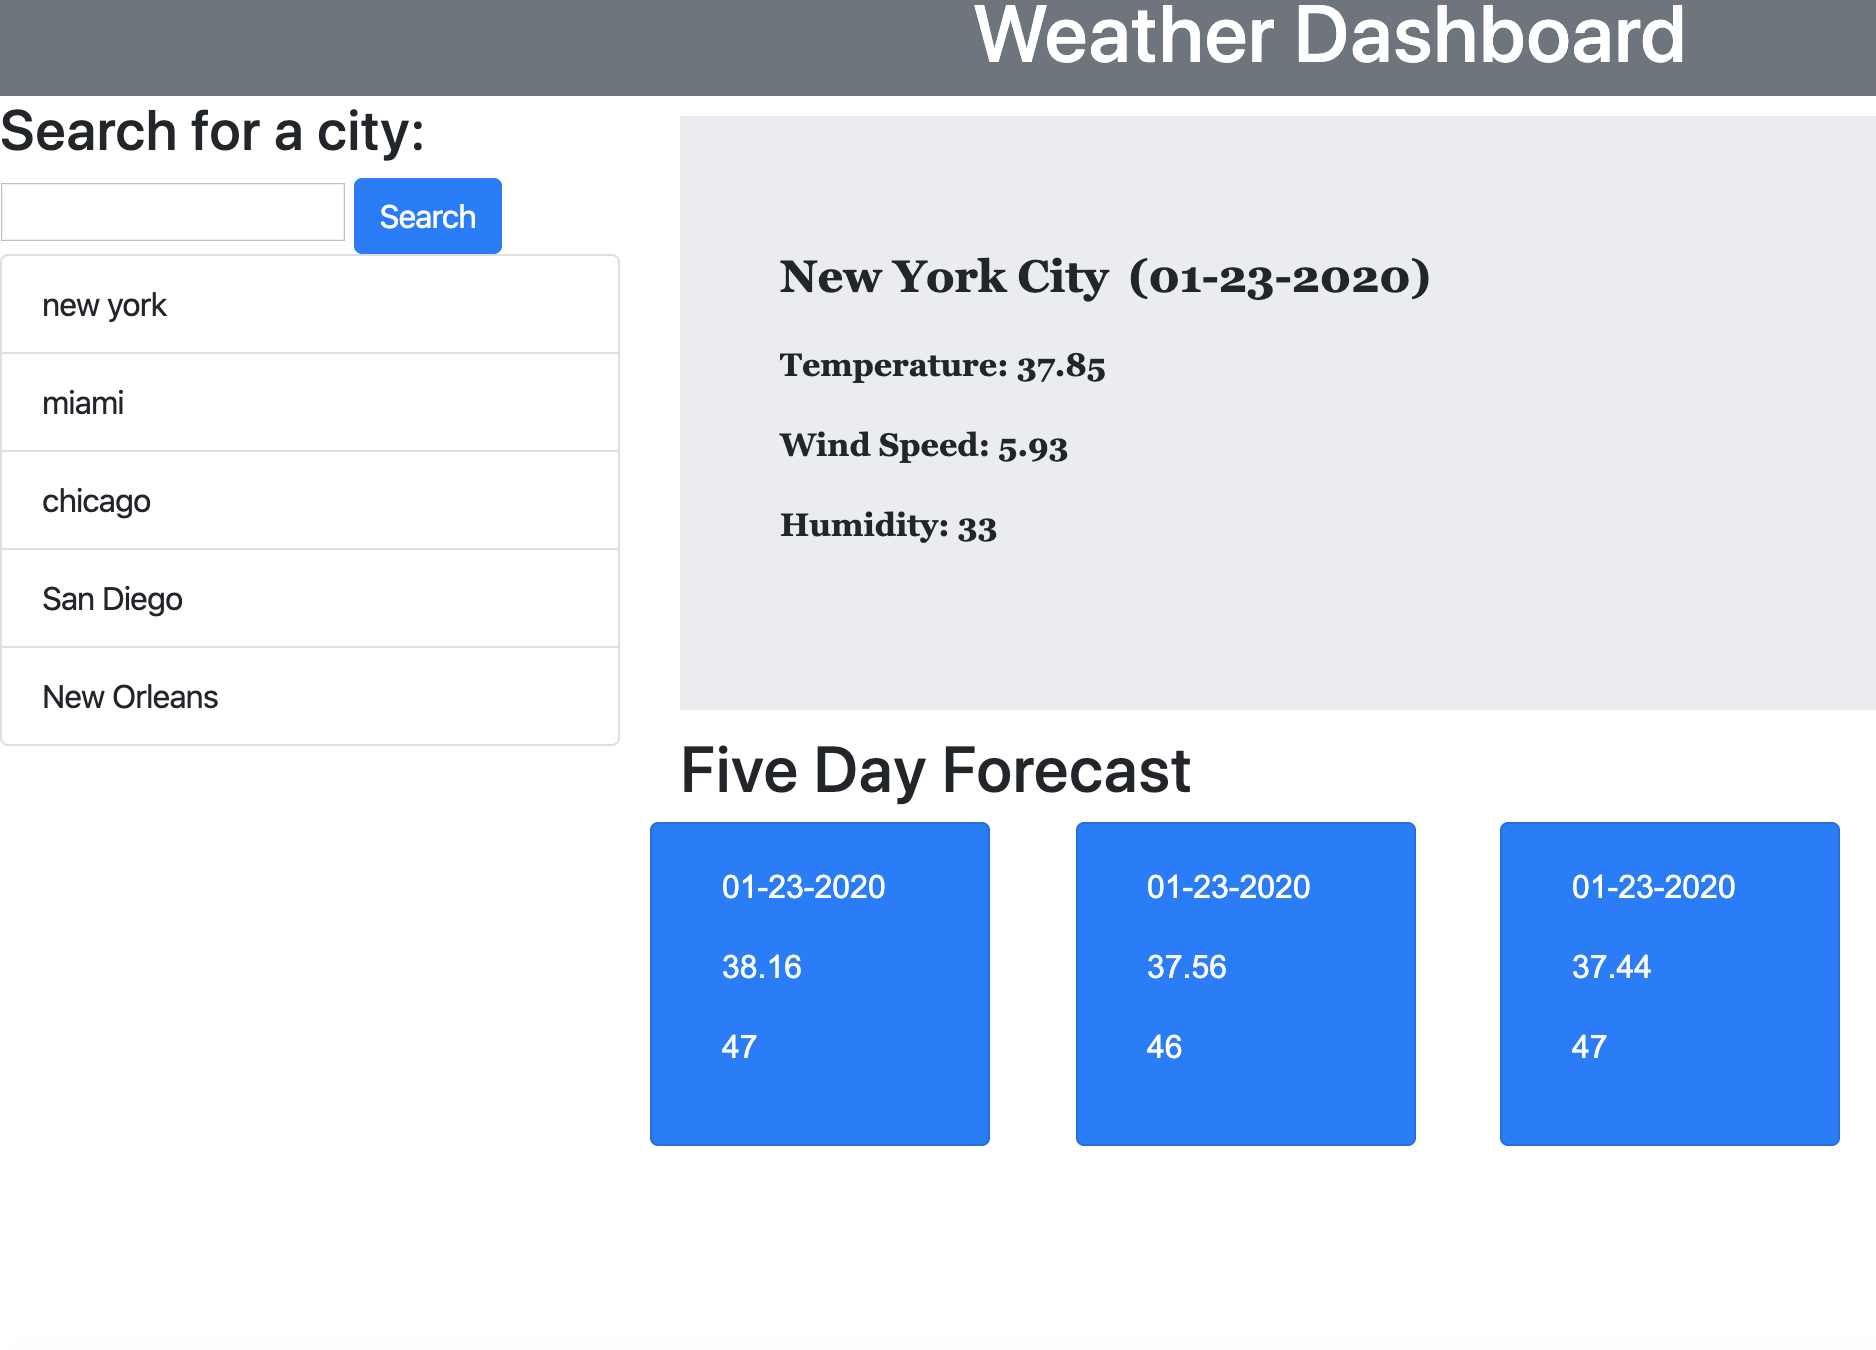 Weather Dashboard
Search for a city:
Search
new york
miami
chicago
San Diego
New Orleans
New York City (01-23-2020)
Temperature: 37.85
Wind Speed: 5.93
Humidity: 33
Five Day Forecast
01-23-2020
38.16
47
01-23-2020
37.56
46
01-23-2020
37.44
47